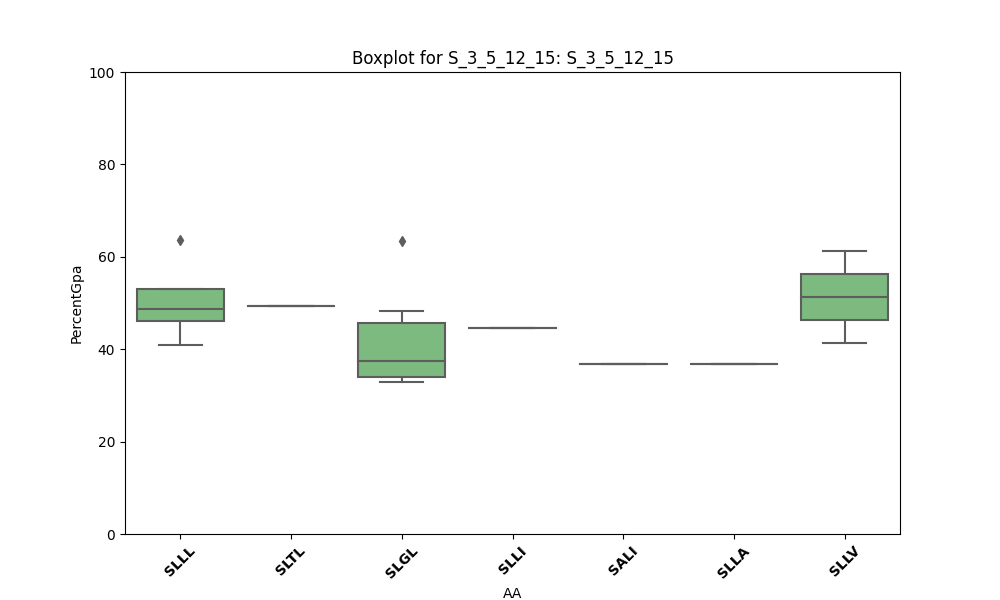 Boxplot for S_3_5_12_15: S_3_5_12_15
100
80
60
40
20
0
PercentGpa
SLLL
SLTL
SLGL
SLLI
SALI
SLLA
SLLV
AA